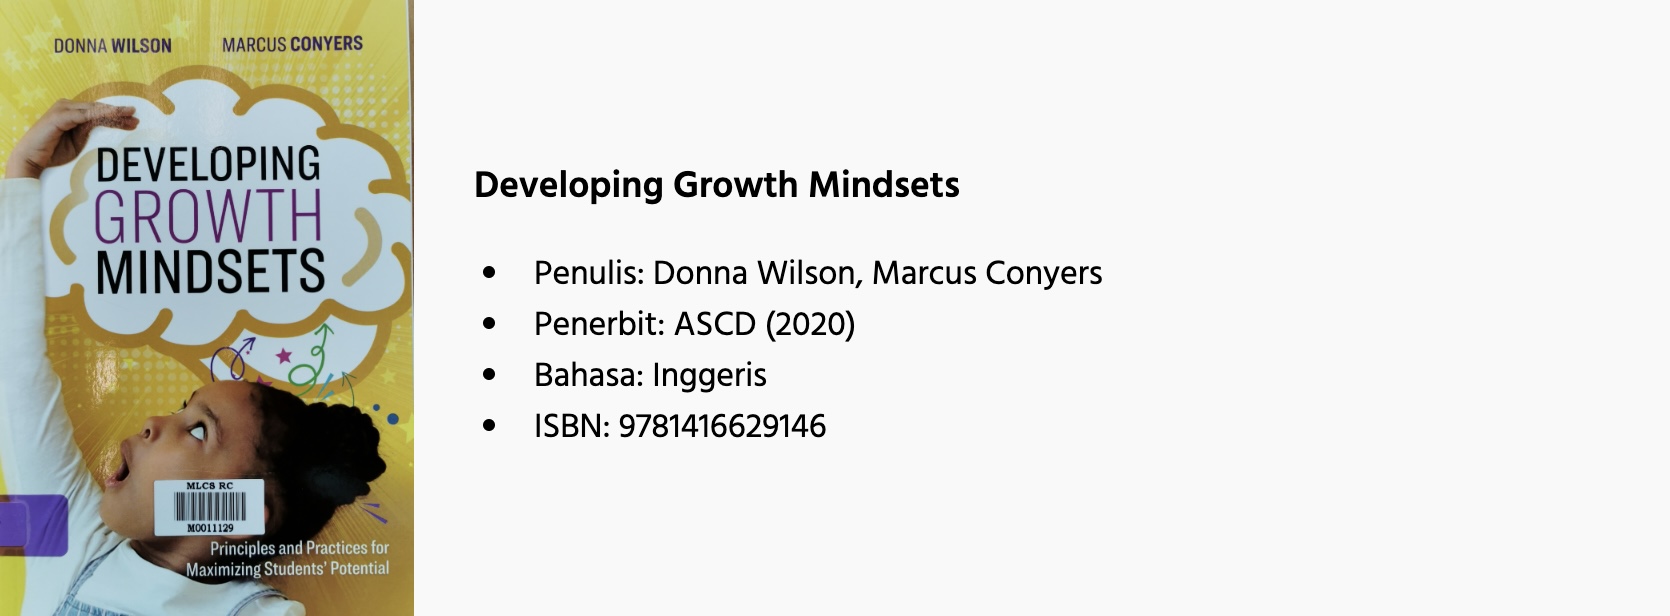 DONNA WILSON
MARCUS CONYERS
DEVELOPING
GROWTH
MINDSETS
MLCS RC
M0011129
Principles and Practices for
Maximizing Students' Potential
Developing Growth Mindsets
• Penulis: Donna Wilson, Marcus Conyers
• Penerbit: ASCD (2020)
• Bahasa: Inggeris
• ISBN: 9781416629146